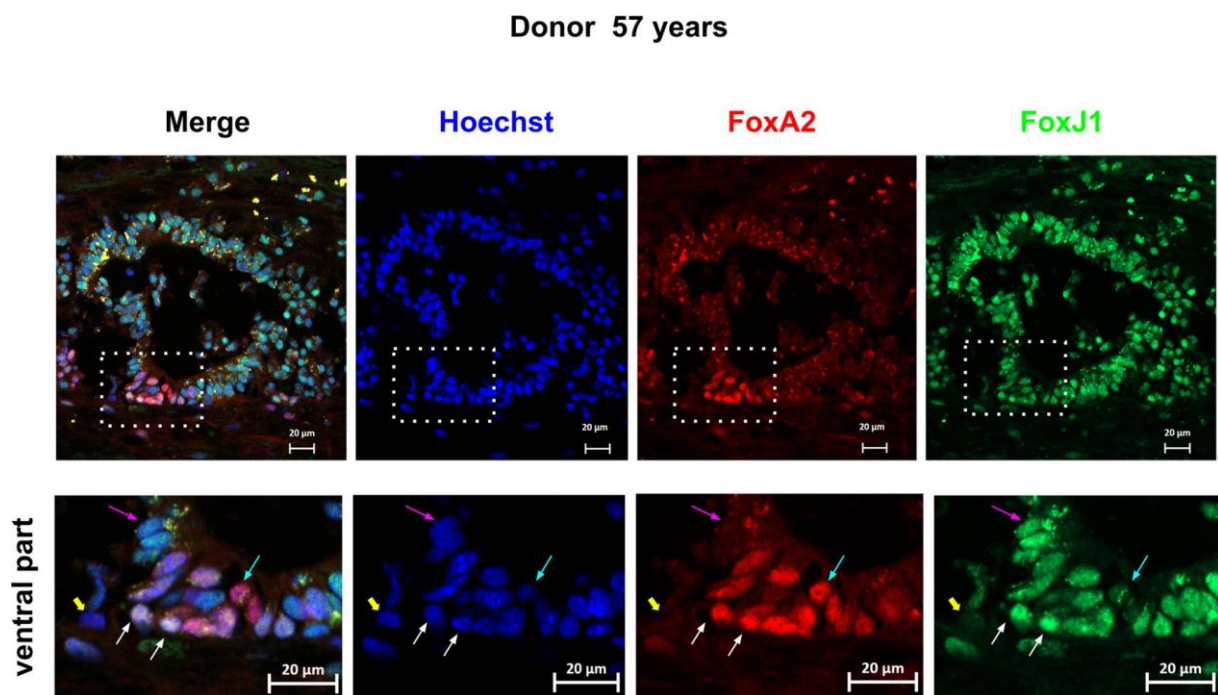 Donor 57 years
Merge Hoechst FoxA2 FoxJ1
20 µm 20 µm 20 µm 20 µm
ventral part
20 µm 20 µm 20 µm 20 µm